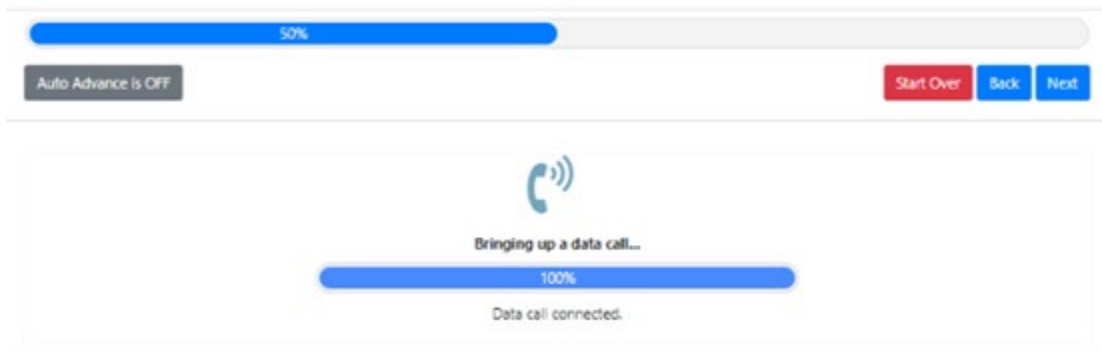 50%
Auto Advance is OFF
Start Over Back Next
Bringing up a data call...
100%
Data call connected.